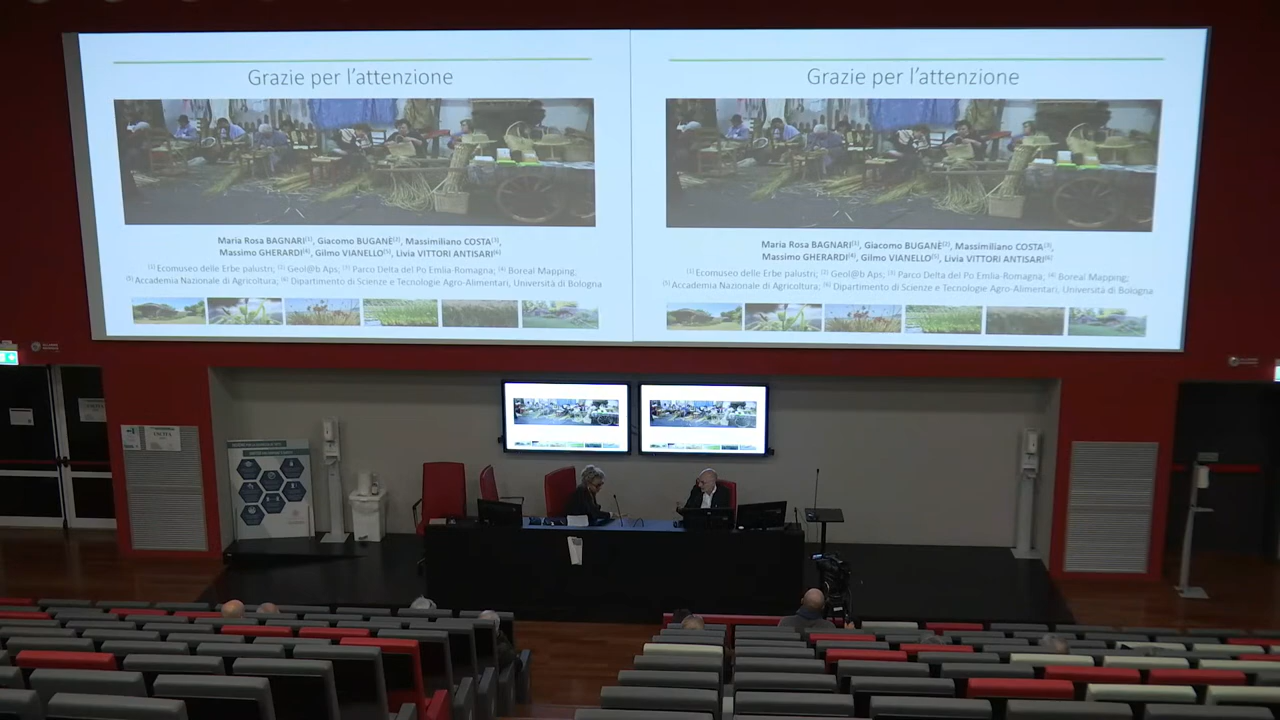 Grazie per l'attenzione
Maria Rosa BAGNARI(1), Giacomo BUGANÈ(2), Massimiliano COSTA(3),
Massimo GHERARDI(4), Gilmo VIANELLO(5), Livia VITTORI ANTISARI(6)
(1) Ecomuseo delle Erbe palustri; (2) Geol@b Aps; (3) Parco Delta del Po Emlia-Romagna; (4) Boreal Mapping;
(5) Accademia Nazionale di Agricoltura; (6) Dipartimento di Scienze e Tecnologie Agro-Alimentari, Università di Bologna
Grazie per l'attenzione
Maria Rosa BAGNARI(1), Giacomo BUGANÈ(2), Massimiliano COSTA(3),
Massimo GHERARDI(4), Gilmo VIANELLO(5), Livia VITTORI ANTISARI(6)
(1) Ecomuseo delle Erbe palustri; (2) Geol@b Aps; (3) Parco Delta del Po Emlia-Romagna; (4) Boreal Mapping;
(5) Accademia Nazionale di Agricoltura; (6) Dipartimento di Scienze e Tecnologie Agro-Alimentari, Università di Bologna